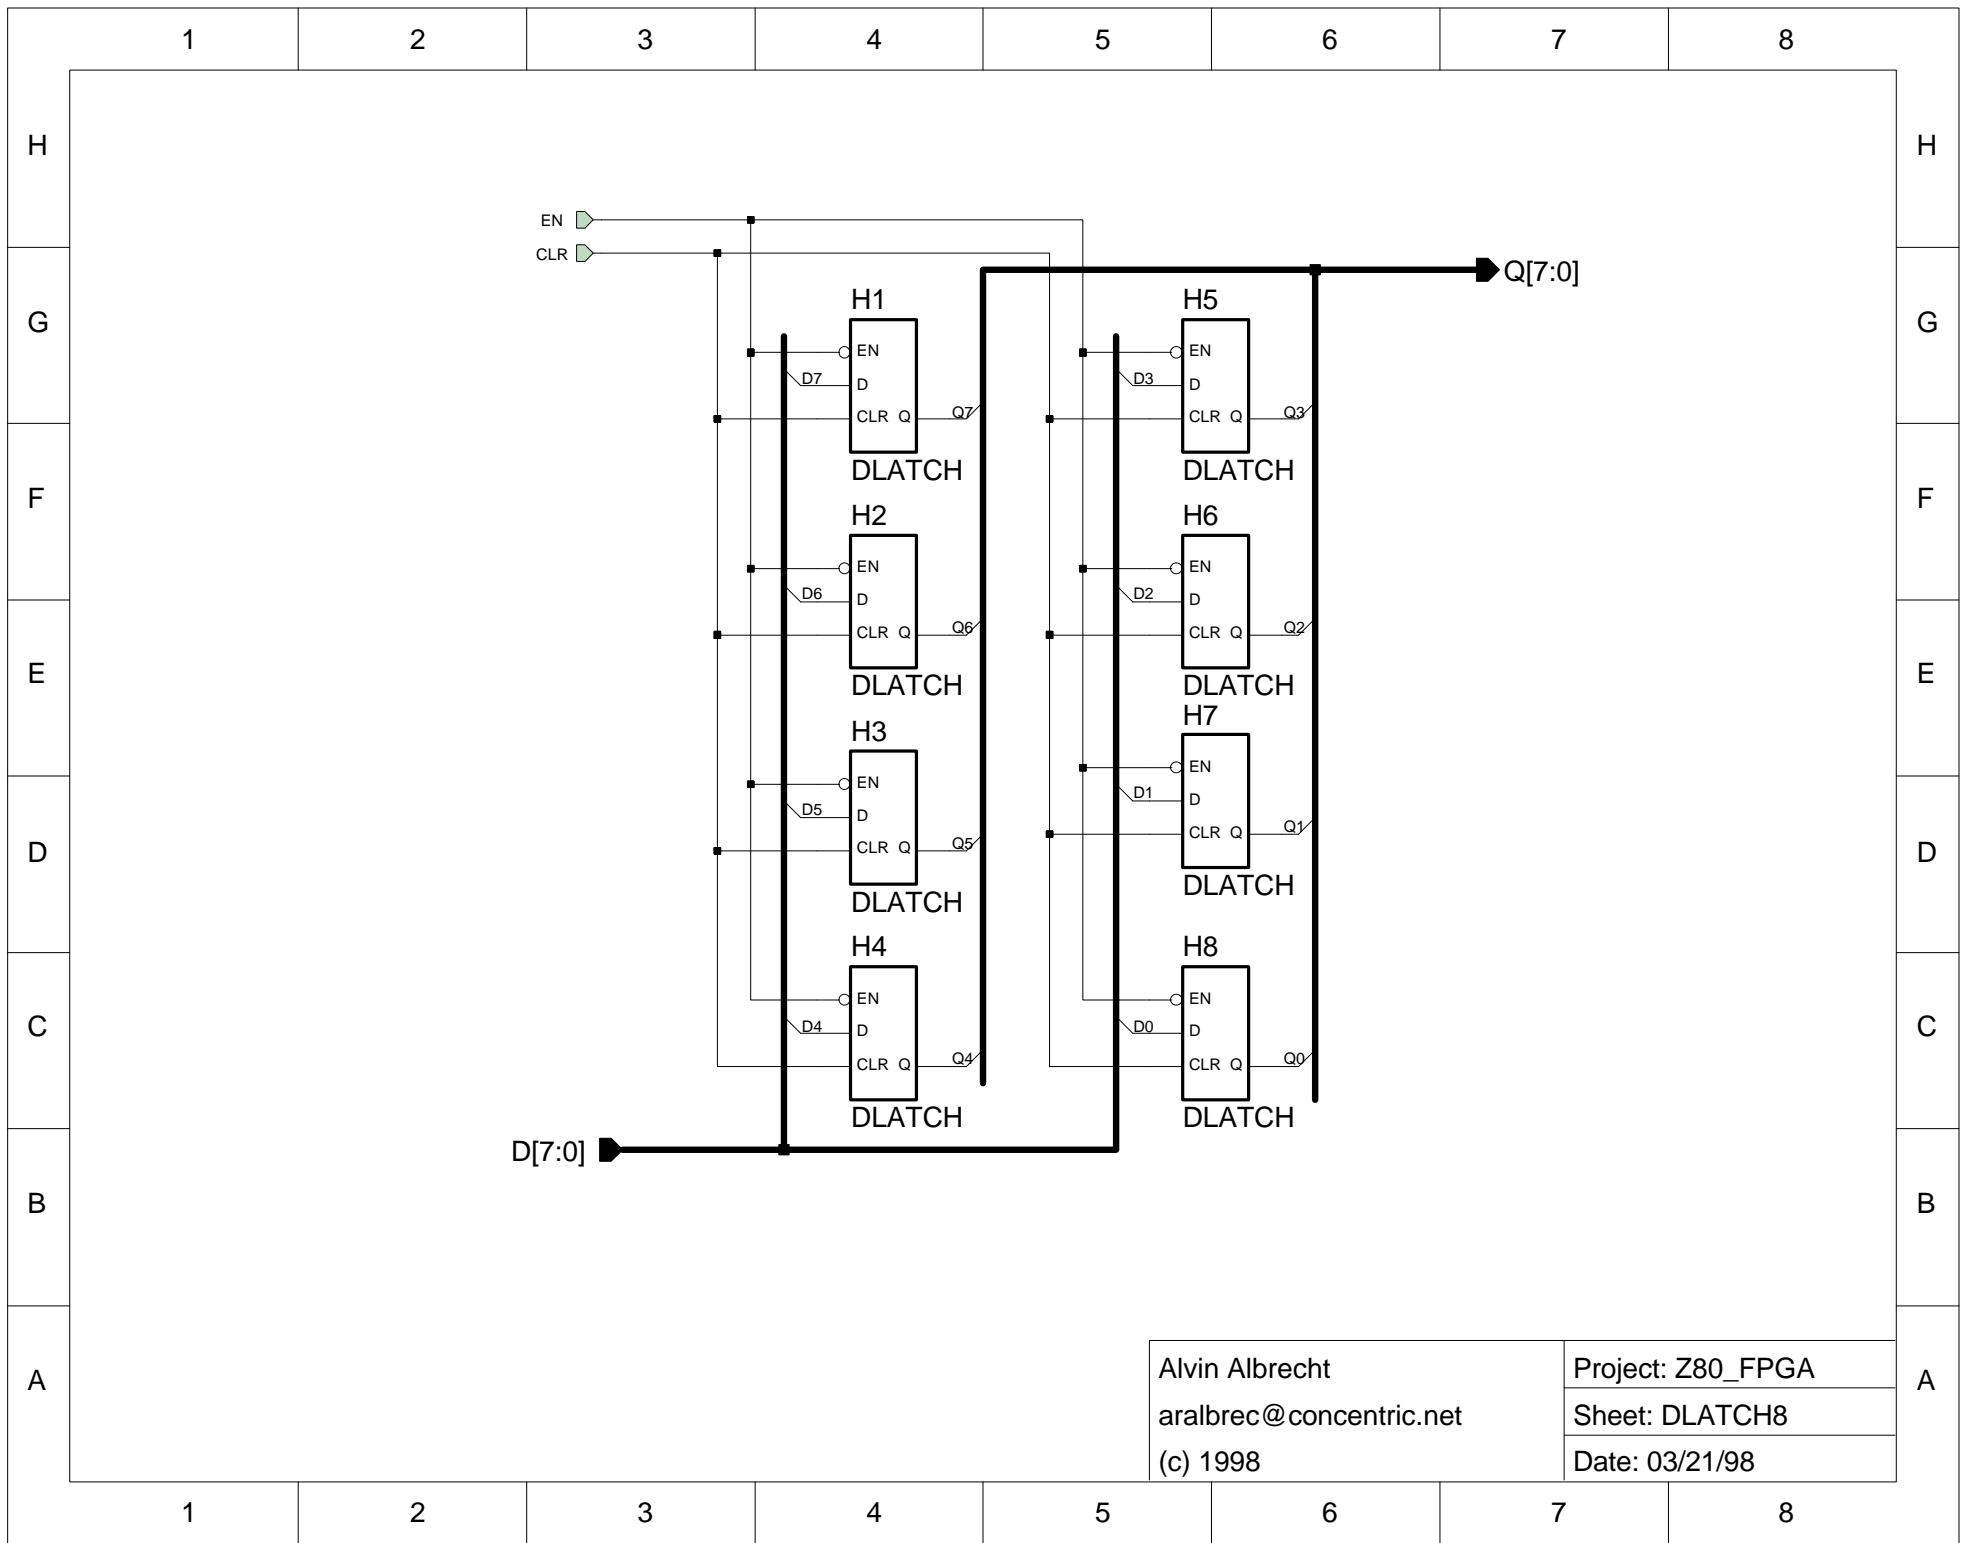 1 2 3 4 5 6 7 8
H H
EN
CLR
Q[7:0]
H1 H5
G G
EN EN
D7 D D3 D
CLR Q Q7 CLR Q Q3
DLATCH DLATCH
F F
H2 H6
EN EN
D6 D D2 D
CLR Q Q6 CLR Q Q2
E E
DLATCH DLATCH
H3 H7
EN EN
D5 D D1 D
CLR Q Q5 CLR Q Q1
D D
DLATCH DLATCH
H4 H8
EN EN
C C
D4 D D0 D
CLR Q Q4 CLR Q Q0
DLATCH DLATCH
D[7:0]
B B
A A
Alvin Albrecht
aralbrec@concentric.net
(c) 1998
Project: Z80_FPGA
Sheet: DLATCH8
Date: 03/21/98
1 2 3 4 5 6 7 8